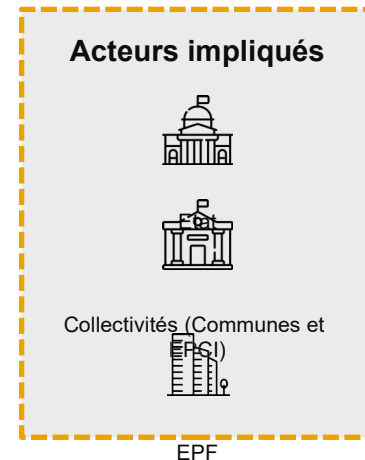 Acteurs impliqués
Etat
Collectivités (Communes et
EPCI)
EPF